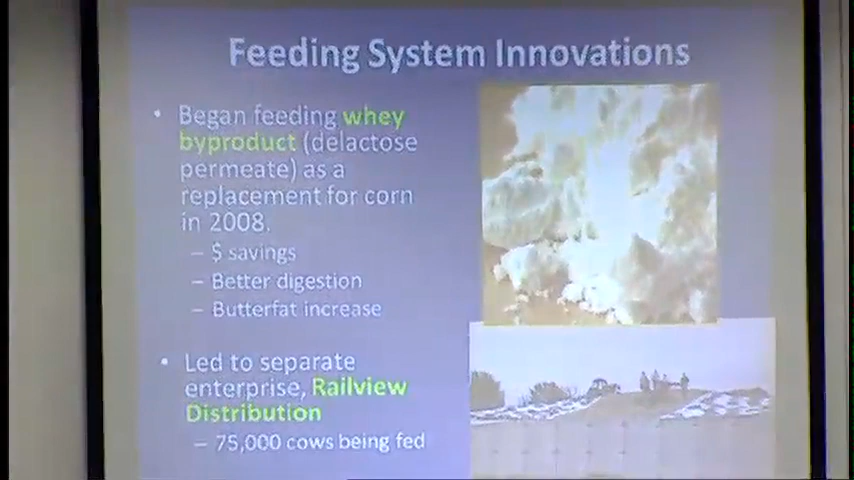 Feeding System Innovations
• Began feeding whey
byproduct (delactose
permeate) as a
replacement for corn
in 2008.
– $ savings
– Better digestion
– Butterfat increase
• Led to separate
enterprise, Railview
Distribution
– 75,000 cows being fed